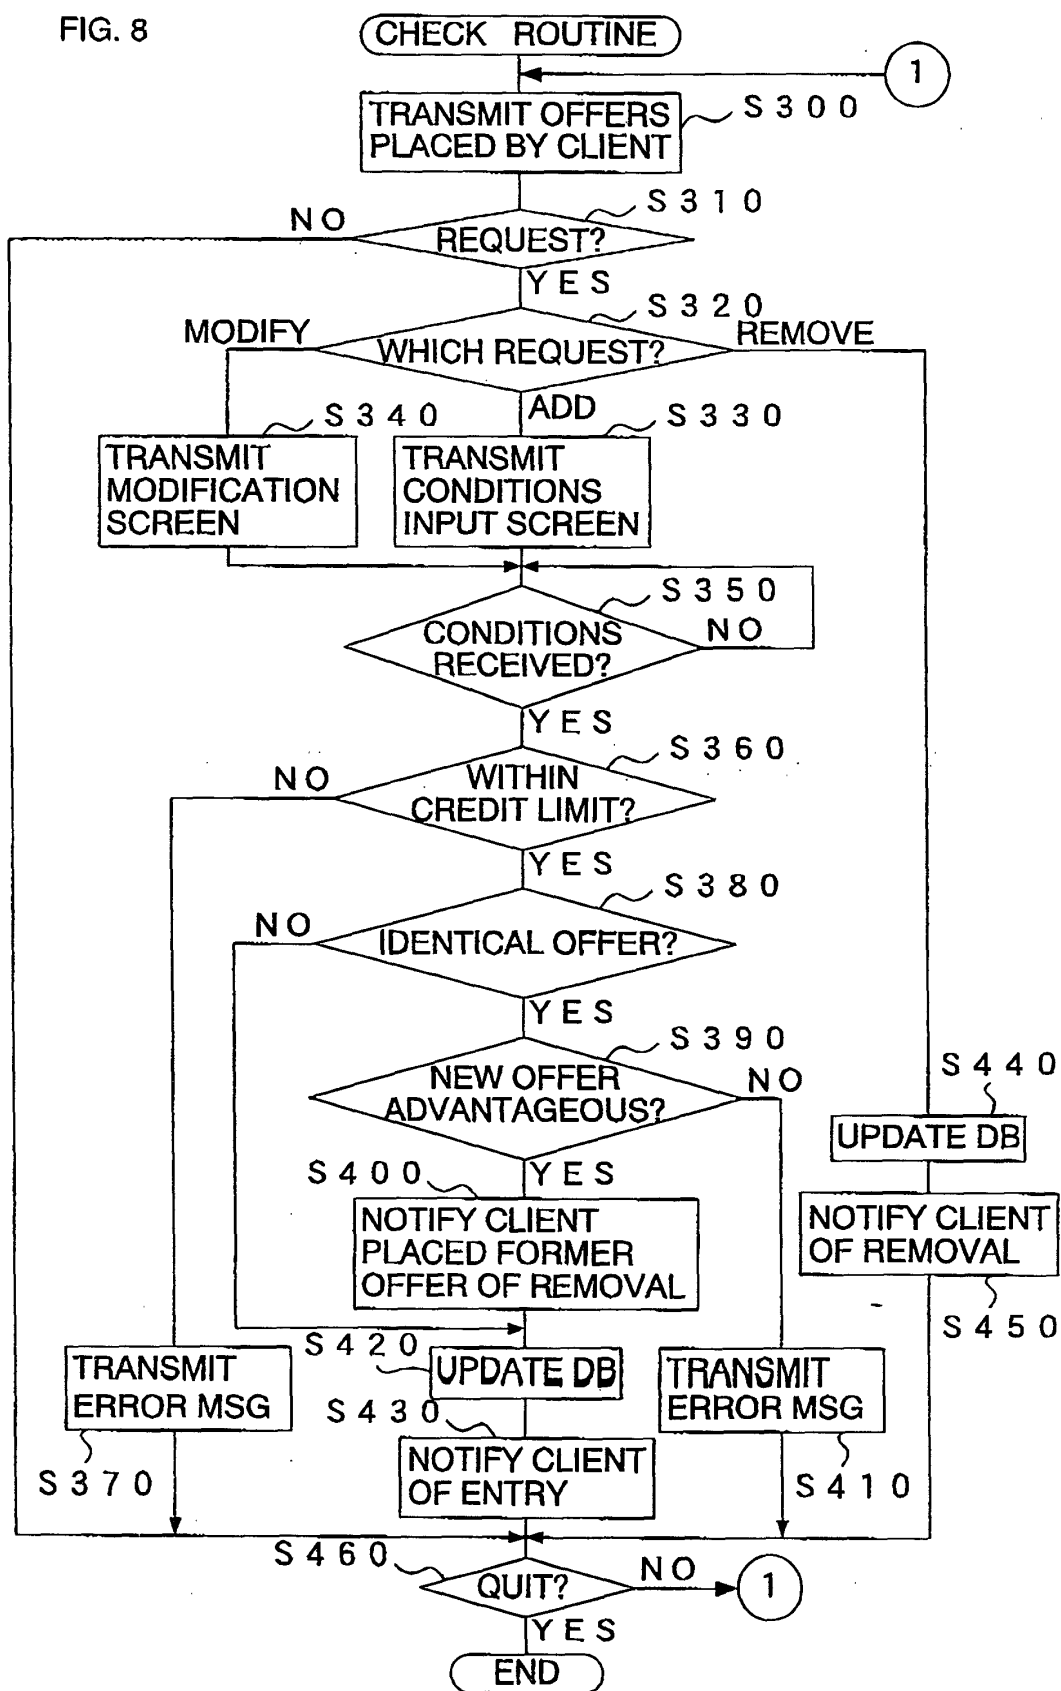 FIG. 8
CHECK ROUTINE
1
TRANSMIT OFFERS
PLACED BY CLIENT
S300
S310
NO
REQUEST?
YES
S320
MODIFY
WHICH REQUEST?
REMOVE
ADD
S340
S330
TRANSMIT
MODIFICATION
SCREEN
TRANSMIT
CONDITIONS
INPUT SCREEN
S350
CONDITIONS
RECEIVED?
NO
YES
S360
NO
WITHIN
CREDIT LIMIT?
YES
S380
NO
IDENTICAL OFFER?
YES
S390
NEW OFFER
ADVANTAGEOUS?
NO
S440
UPDATE DB
YES
S400
NOTIFY CLIENT
PLACED FORMER
OFFER OF REMOVAL
NOTIFY CLIENT
OF REMOVAL
S450
S420
UPDATE DB
TRANSMIT
ERROR MSG
TRANSMIT
ERROR MSG
S430
NOTIFY CLIENT
OF ENTRY
S370
S410
S460
QUIT?
NO
1
YES
END